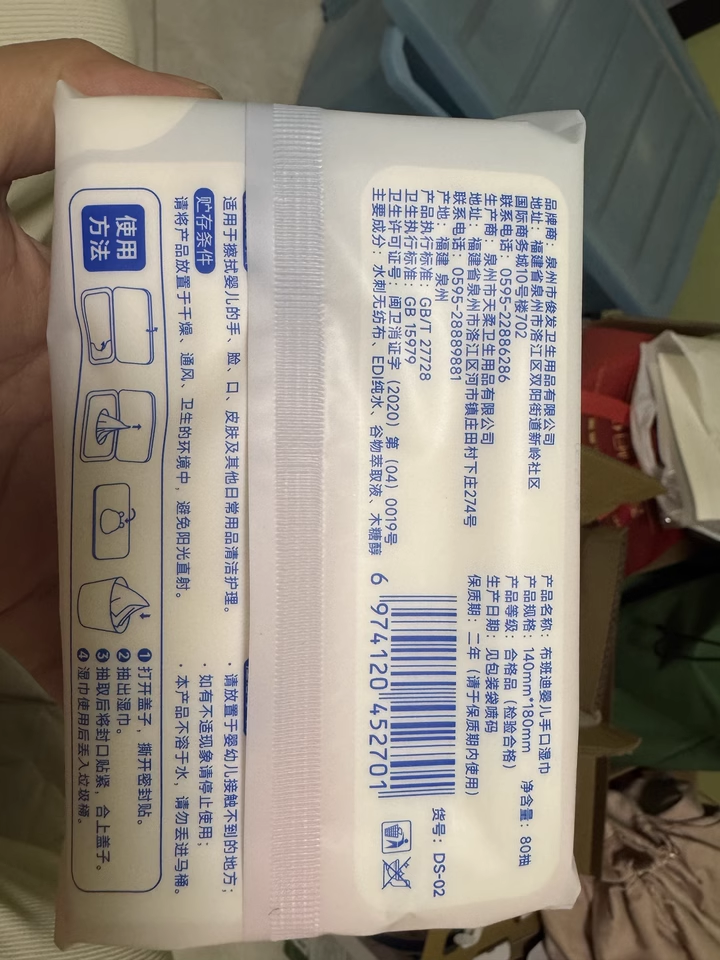 品牌商：泉州市俊发卫生用品有限公司
地址：福建省泉州市洛江区双阳街道新岭社区
国际商务城10号楼702
联系电话：0595-22886286
生产商：泉州市天柔卫生用品有限公司
地址：福建省泉州市洛江区河市镇庄田村下庄274号
联系电话：0595-28889881
产地：福建 泉州
产品执行标准：GB/T 27728
卫生执行标准：GB 15979
卫生许可证号：闽卫消证字（2020）第（04）0019号
主要成分：水刺无纺布、EDI纯水、谷物萃取液、木糖醇
产品名称：布班迪婴儿手口湿巾
产品规格：140mm*180mm 净含量：80抽
产品等级：合格品（检验合格）
生产日期：见包装袋喷码
保质期：二年（请于保质期内使用）
6 974120 452701
货号：DS-02
适用于擦拭婴儿的手、脸、口、皮肤及其他日常用品清洁护理。
贮存条件
请将产品放置于干燥、通风、卫生的环境中，避免阳光直射。
·请放置于婴幼儿接触不到的地方；
·如有不适现象请停止使用；
·本产品不溶于水，请勿丢进马桶。
使用
方法
❶打开盖子，撕开密封贴。
❷抽出湿巾。
❸抽取后将封口贴紧，合上盖子。
❹湿巾使用后丢入垃圾桶。